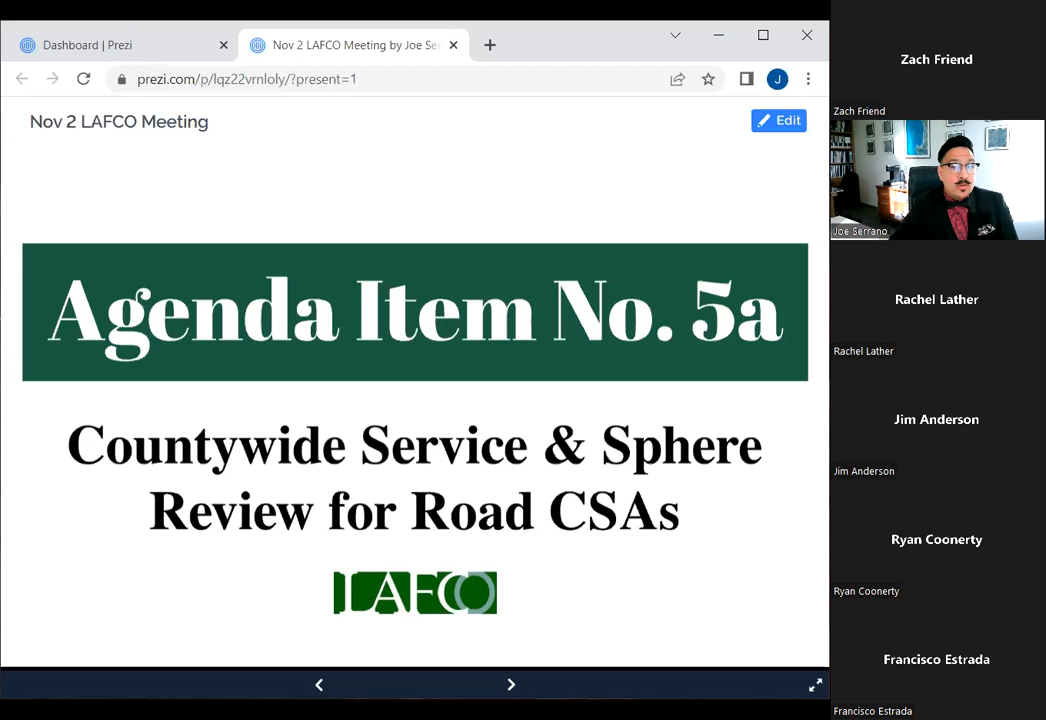 Dashboard | Prezi
Nov 2 LAFCO Meeting by Joe Ser
prezi.com/p/lqz22vrnloly/?present=1
J
Nov 2 LAFCO Meeting
Edit
Agenda Item No. 5a
Countywide Service & Sphere
Review for Road CSAs
LAFCO
Zach Friend
Zach Friend
Joe Serrano
Rachel Lather
Rachel Lather
Jim Anderson
Jim Anderson
Ryan Coonerty
Ryan Coonerty
Francisco Estrada
Francisco Estrada